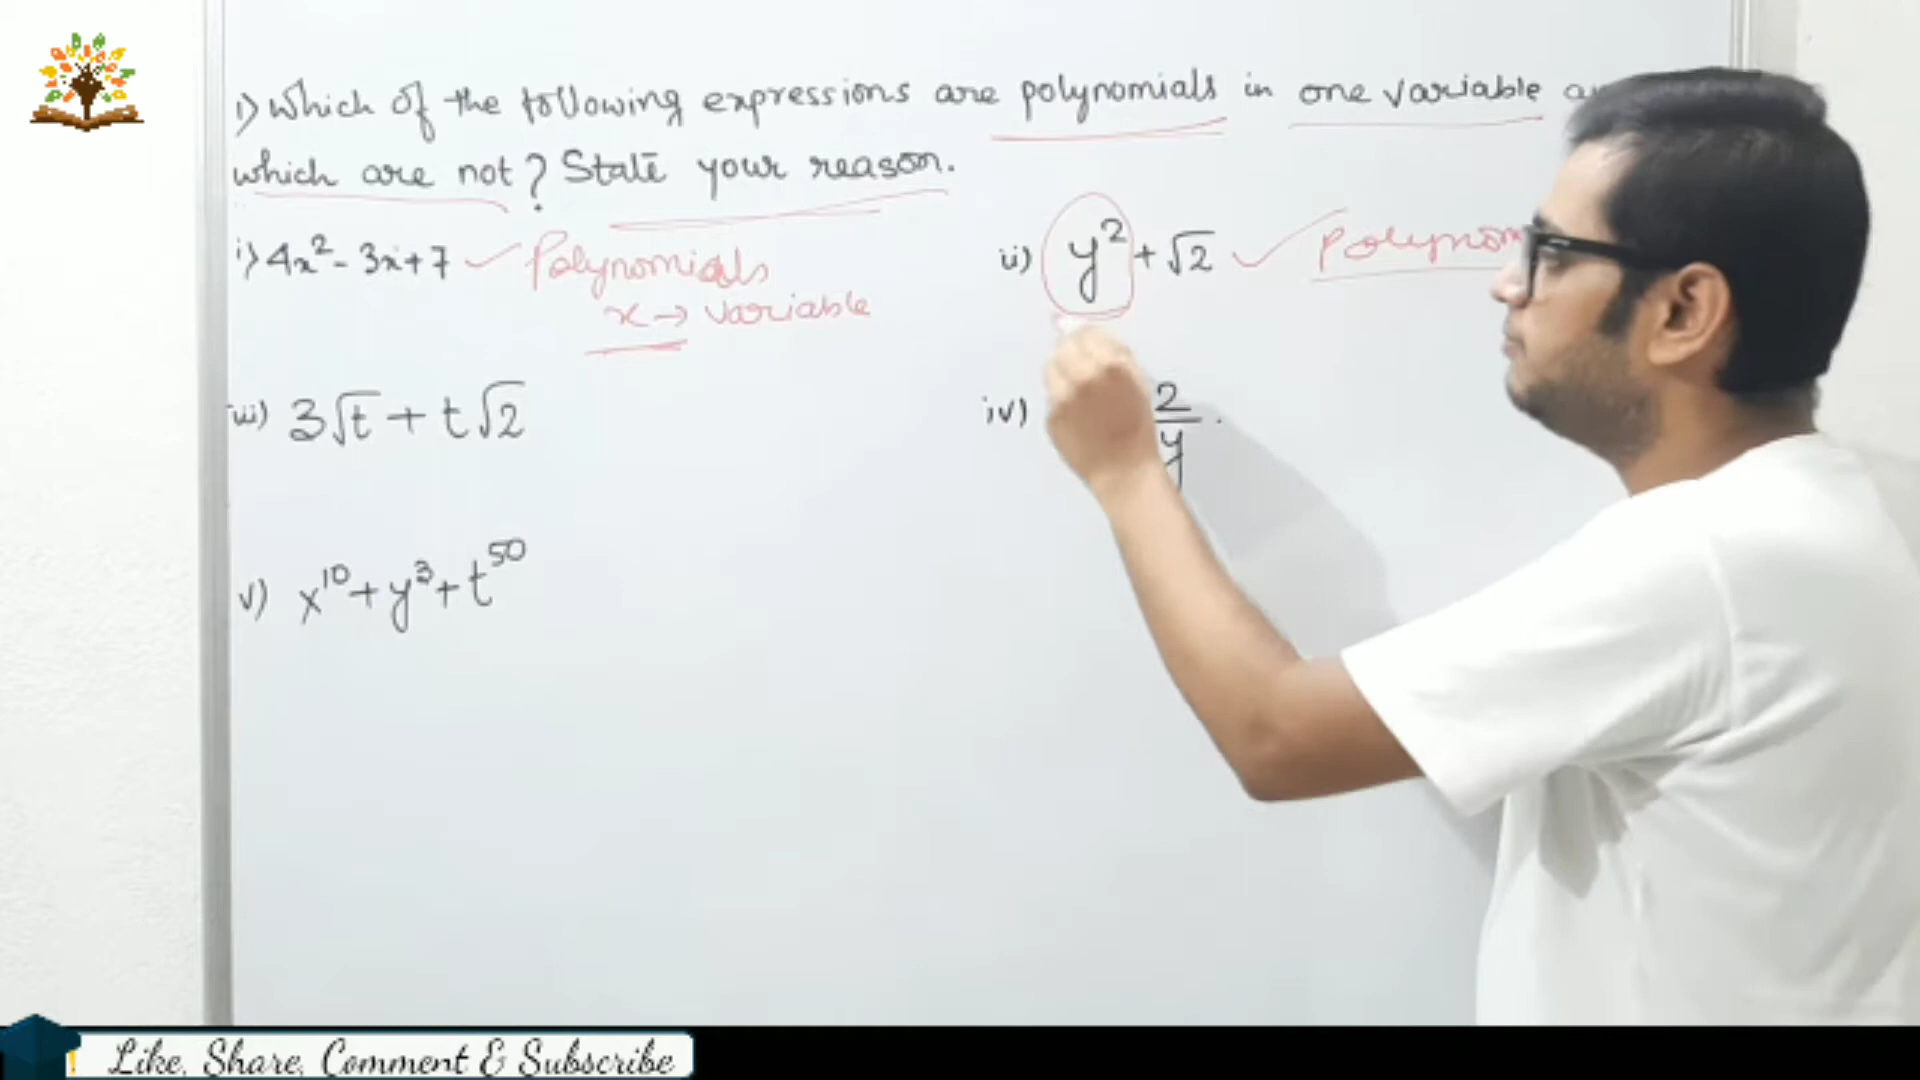 1) Which of the following expressions are polynomials in one variable
which are not? State your reason.
i) 4x² - 3x + 7 ✓ Polynomials
x → variable
ii) y² + √2 ✓
iii) 3√t + t√2
iv) 2/y .
v) x¹⁰ + y³ + t⁵⁰
Like, Share, Comment & Subscribe